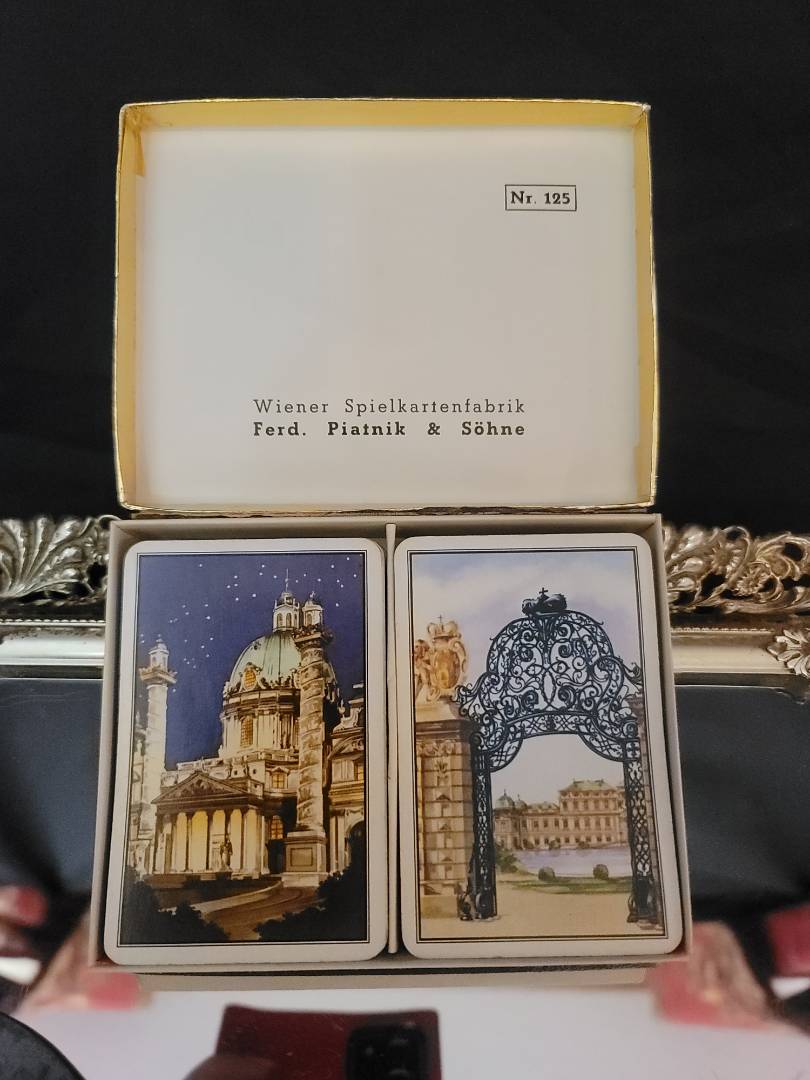 Nr. 125
Wiener Spielkartenfabrik
Ferd. Piatnik & Söhne